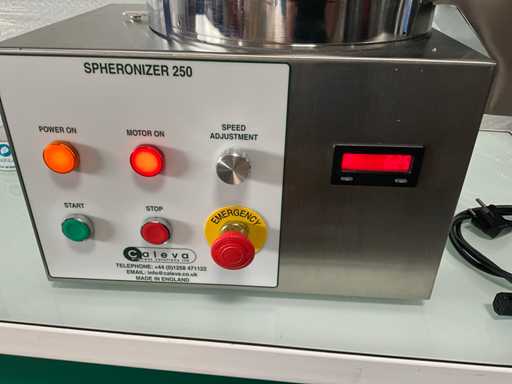 SPHERONIZER 250
POWER ON
MOTOR ON
SPEED
ADJUSTMENT
START
STOP
EMERGENCY
Caleva
TELEPHONE: +44 (0)1258 471122
EMAIL: info@caleva.co.uk
MADE IN ENGLAND